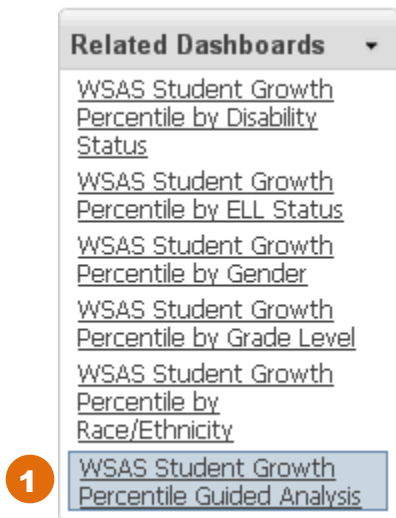 Related Dashboards
WSAS Student Growth
Percentile by Disability
Status
WSAS Student Growth
Percentile by ELL Status
WSAS Student Growth
Percentile by Gender
WSAS Student Growth
Percentile by Grade Level
WSAS Student Growth
Percentile by
Race/Ethnicity
1
WSAS Student Growth
Percentile Guided Analysis